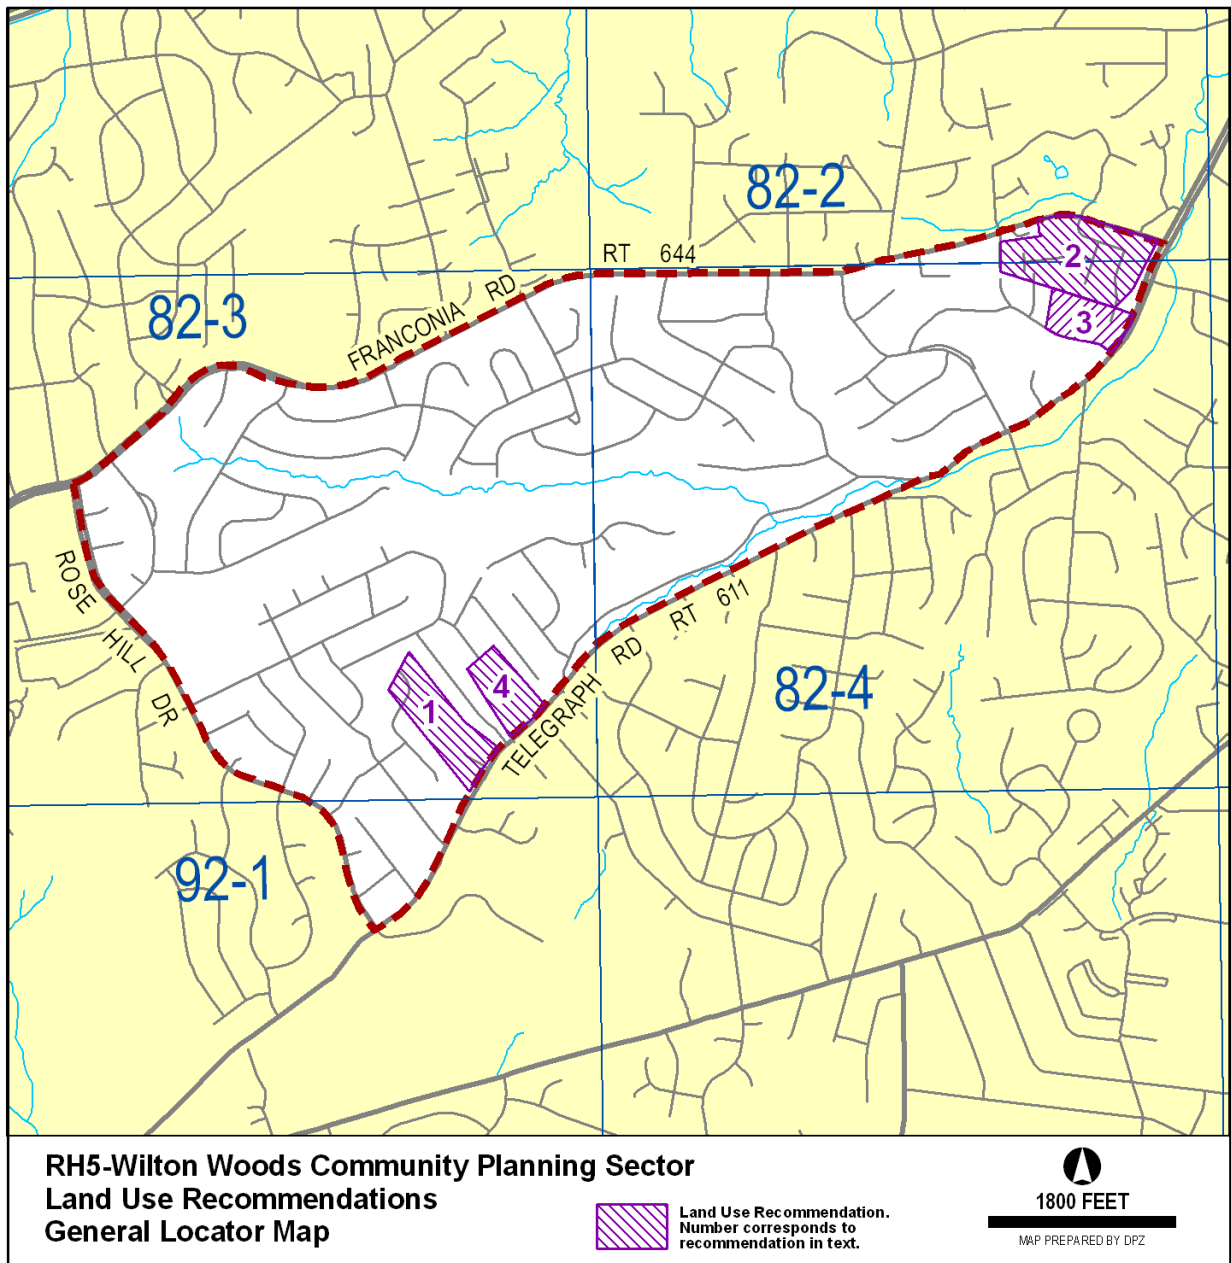 82-2
RT 644
2
FRANCONIA RD
82-3
3
ROSE HILL DR
RT 611
TELEGRAPH RD
82-4
4
1
92-1
RH5-Wilton Woods Community Planning Sector
Land Use Recommendations
General Locator Map
Land Use Recommendation.
Number corresponds to
recommendation in text.
1800 FEET
MAP PREPARED BY DPZ